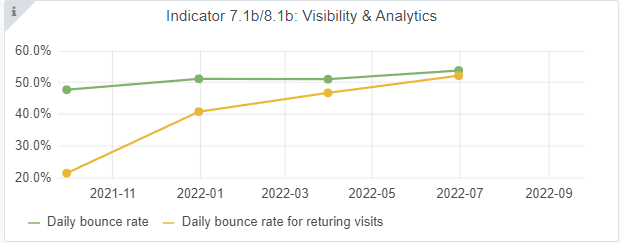 i
Indicator 7.1b/8.1b: Visibility & Analytics
60.0%
50.0%
40.0%
30.0%
20.0%
2021-11 2022-01 2022-03 2022-05 2022-07 2022-09
Daily bounce rate Daily bounce rate for returing visits